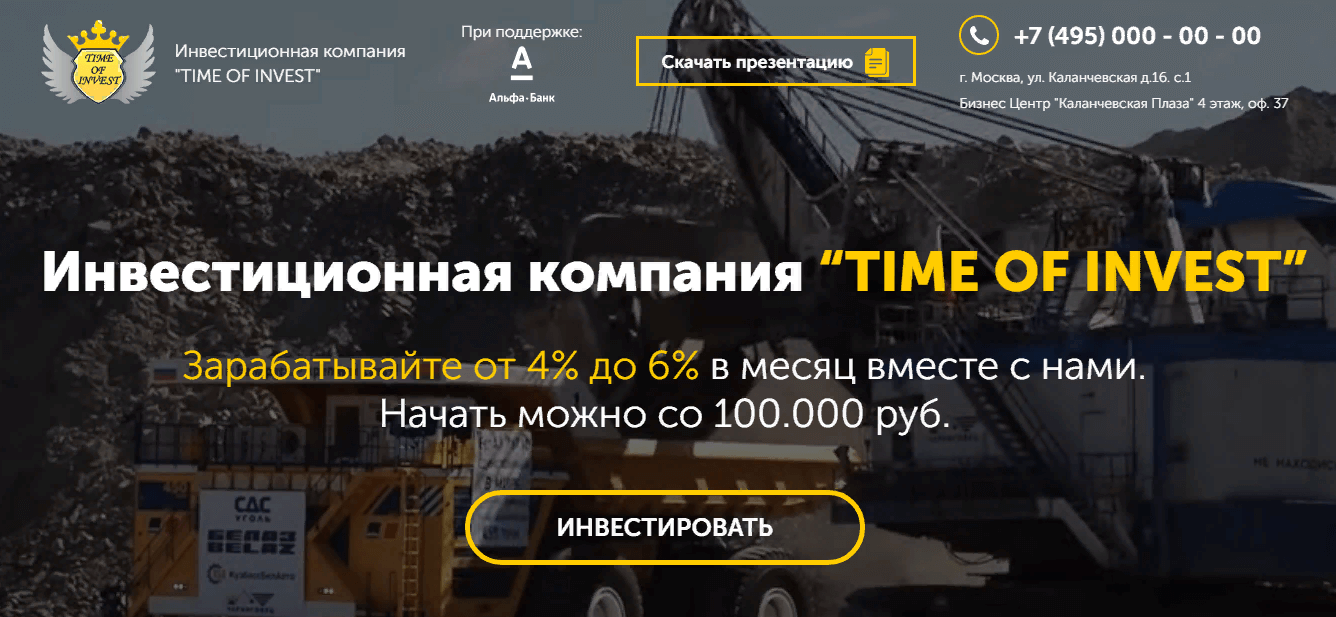 TIME
OF
INVEST
Инвестиционная компания
"TIME OF INVEST"
При поддержке:
А
Альфа·Банк
Скачать презентацию
+7 (495) 000 - 00 - 00
г. Москва, ул. Каланчевская д.16. с.1
Бизнес Центр "Каланчевская Плаза" 4 этаж, оф. 37
Инвестиционная компания “TIME OF INVEST”
Зарабатывайте от 4% до 6% в месяц вместе с нами.
Начать можно со 100.000 руб.
ИНВЕСТИРОВАТЬ
СДС
УГОЛЬ
БЕЛАЗ
BELAZ
КузбассБелАвто
НЕ НАХОДИС